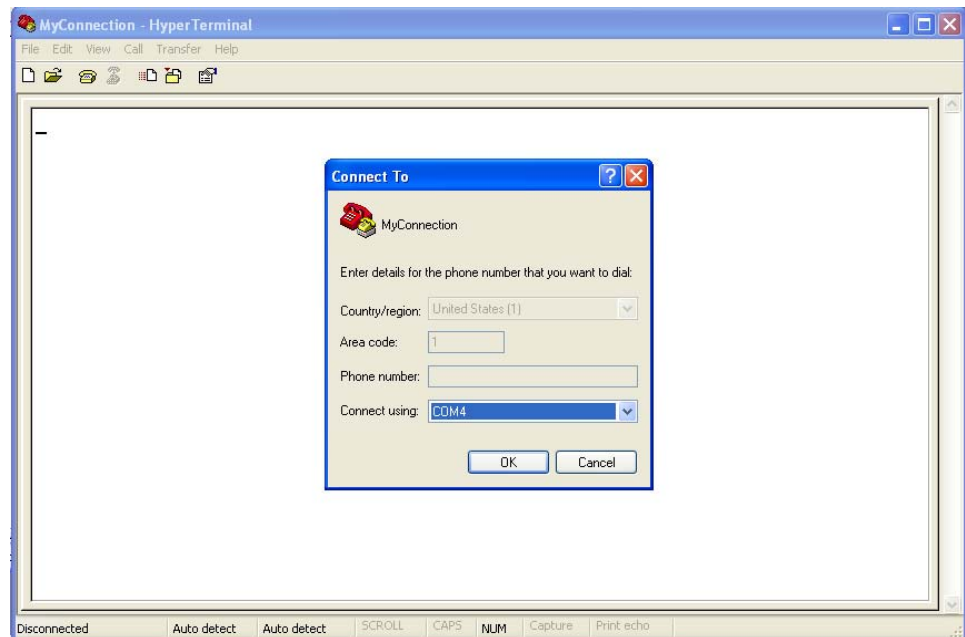 MyConnection - HyperTerminal
File Edit View Call Transfer Help
Connect To
MyConnection
Enter details for the phone number that you want to dial:
Country/region: United States (1)
Area code: 1
Phone number:
Connect using: COM4
OK Cancel
Disconnected Auto detect Auto detect SCROLL CAPS NUM Capture Print echo